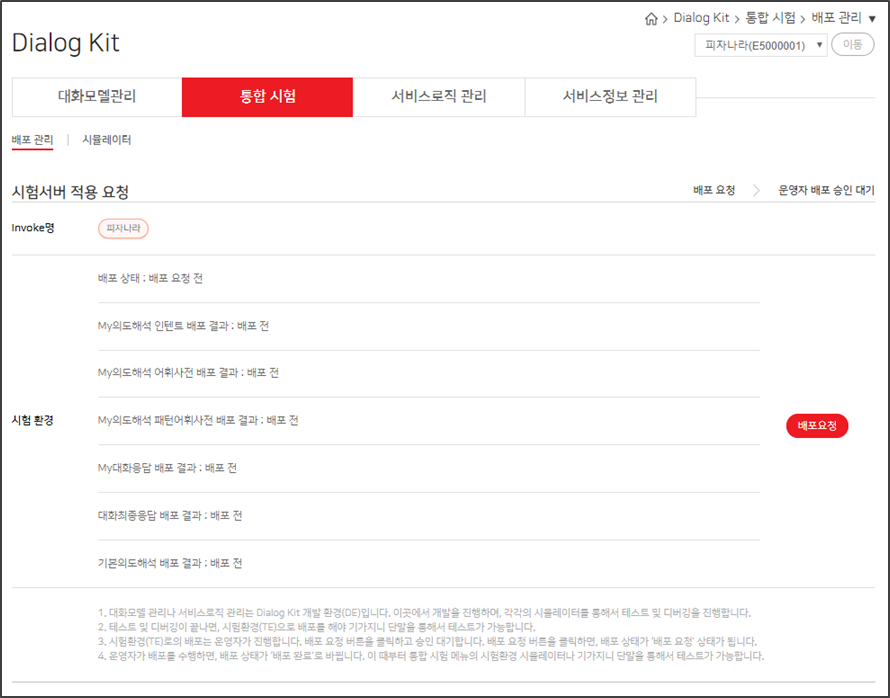 Dialog Kit > 통합 시험 > 배포 관리 ▼
Dialog Kit
피자나라(E5000001) ▼ 이동
대화모델관리 통합 시험 서비스로직 관리 서비스정보 관리
배포 관리 | 시뮬레이터
시험서버 적용 요청 배포 요청 > 운영자 배포 승인 대기
Invoke명 피자나라
배포 상태 : 배포 요청 전
My의도해석 인텐트 배포 결과 : 배포 전
My의도해석 어휘사전 배포 결과 : 배포 전
시험 환경 My의도해석 패턴어휘사전 배포 결과 : 배포 전 배포요청
My대화응답 배포 결과 : 배포 전
대화최종응답 배포 결과 : 배포 전
기본의도해석 배포 결과 : 배포 전
1. 대화모델 관리나 서비스로직 관리는 Dialog Kit 개발 환경(DE)입니다. 이곳에서 개발을 진행하며, 각각의 시뮬레이터를 통해서 테스트 및 디버깅을 진행합니다.
2. 테스트 및 디버깅이 끝나면, 시험환경(TE)으로 배포를 해야 기가지니 단말을 통해서 테스트가 가능합니다.
3. 시험환경(TE)로의 배포는 운영자가 진행합니다. 배포 요청 버튼을 클릭하고 승인 대기합니다. 배포 요청 버튼을 클릭하면, 배포 상태가 '배포 요청' 상태가 됩니다.
4. 운영자가 배포를 수행하면, 배포 상태가 '배포 완료'로 바뀝니다. 이 때부터 통합 시험 메뉴의 시험환경 시뮬레이터나 기가지니 단말을 통해서 테스트가 가능합니다.